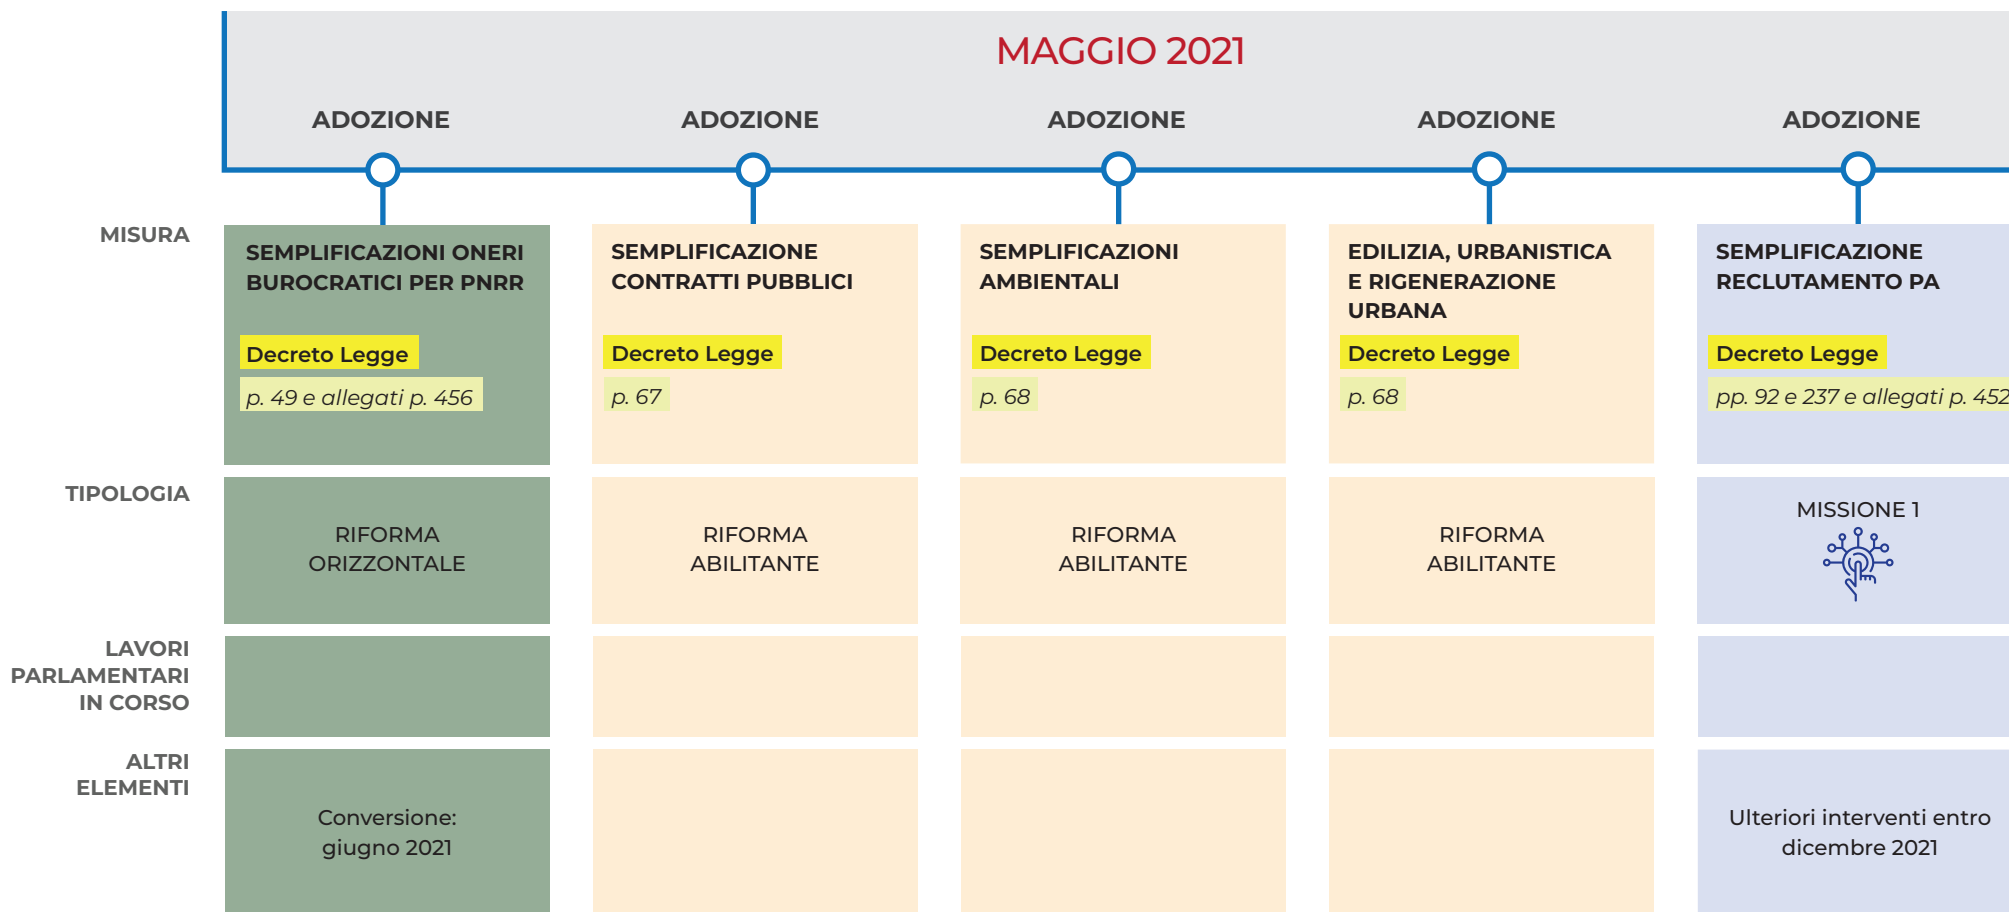 MAGGIO 2021
ADOZIONE ADOZIONE ADOZIONE ADOZIONE ADOZIONE
MISURA
SEMPLIFICAZIONI ONERI
BUROCRATICI PER PNRR
Decreto Legge
p. 49 e allegati p. 456
SEMPLIFICAZIONE
CONTRATTI PUBBLICI
Decreto Legge
p. 67
SEMPLIFICAZIONI
AMBIENTALI
Decreto Legge
p. 68
EDILIZIA, URBANISTICA
E RIGENERAZIONE
URBANA
Decreto Legge
p. 68
SEMPLIFICAZIONE
RECLUTAMENTO PA
Decreto Legge
pp. 92 e 237 e allegati p. 452
TIPOLOGIA
RIFORMA
ORIZZONTALE
RIFORMA
ABILITANTE
RIFORMA
ABILITANTE
RIFORMA
ABILITANTE
MISSIONE 1
LAVORI
PARLAMENTARI
IN CORSO
ALTRI
ELEMENTI
Conversione:
giugno 2021
Ulteriori interventi entro
dicembre 2021